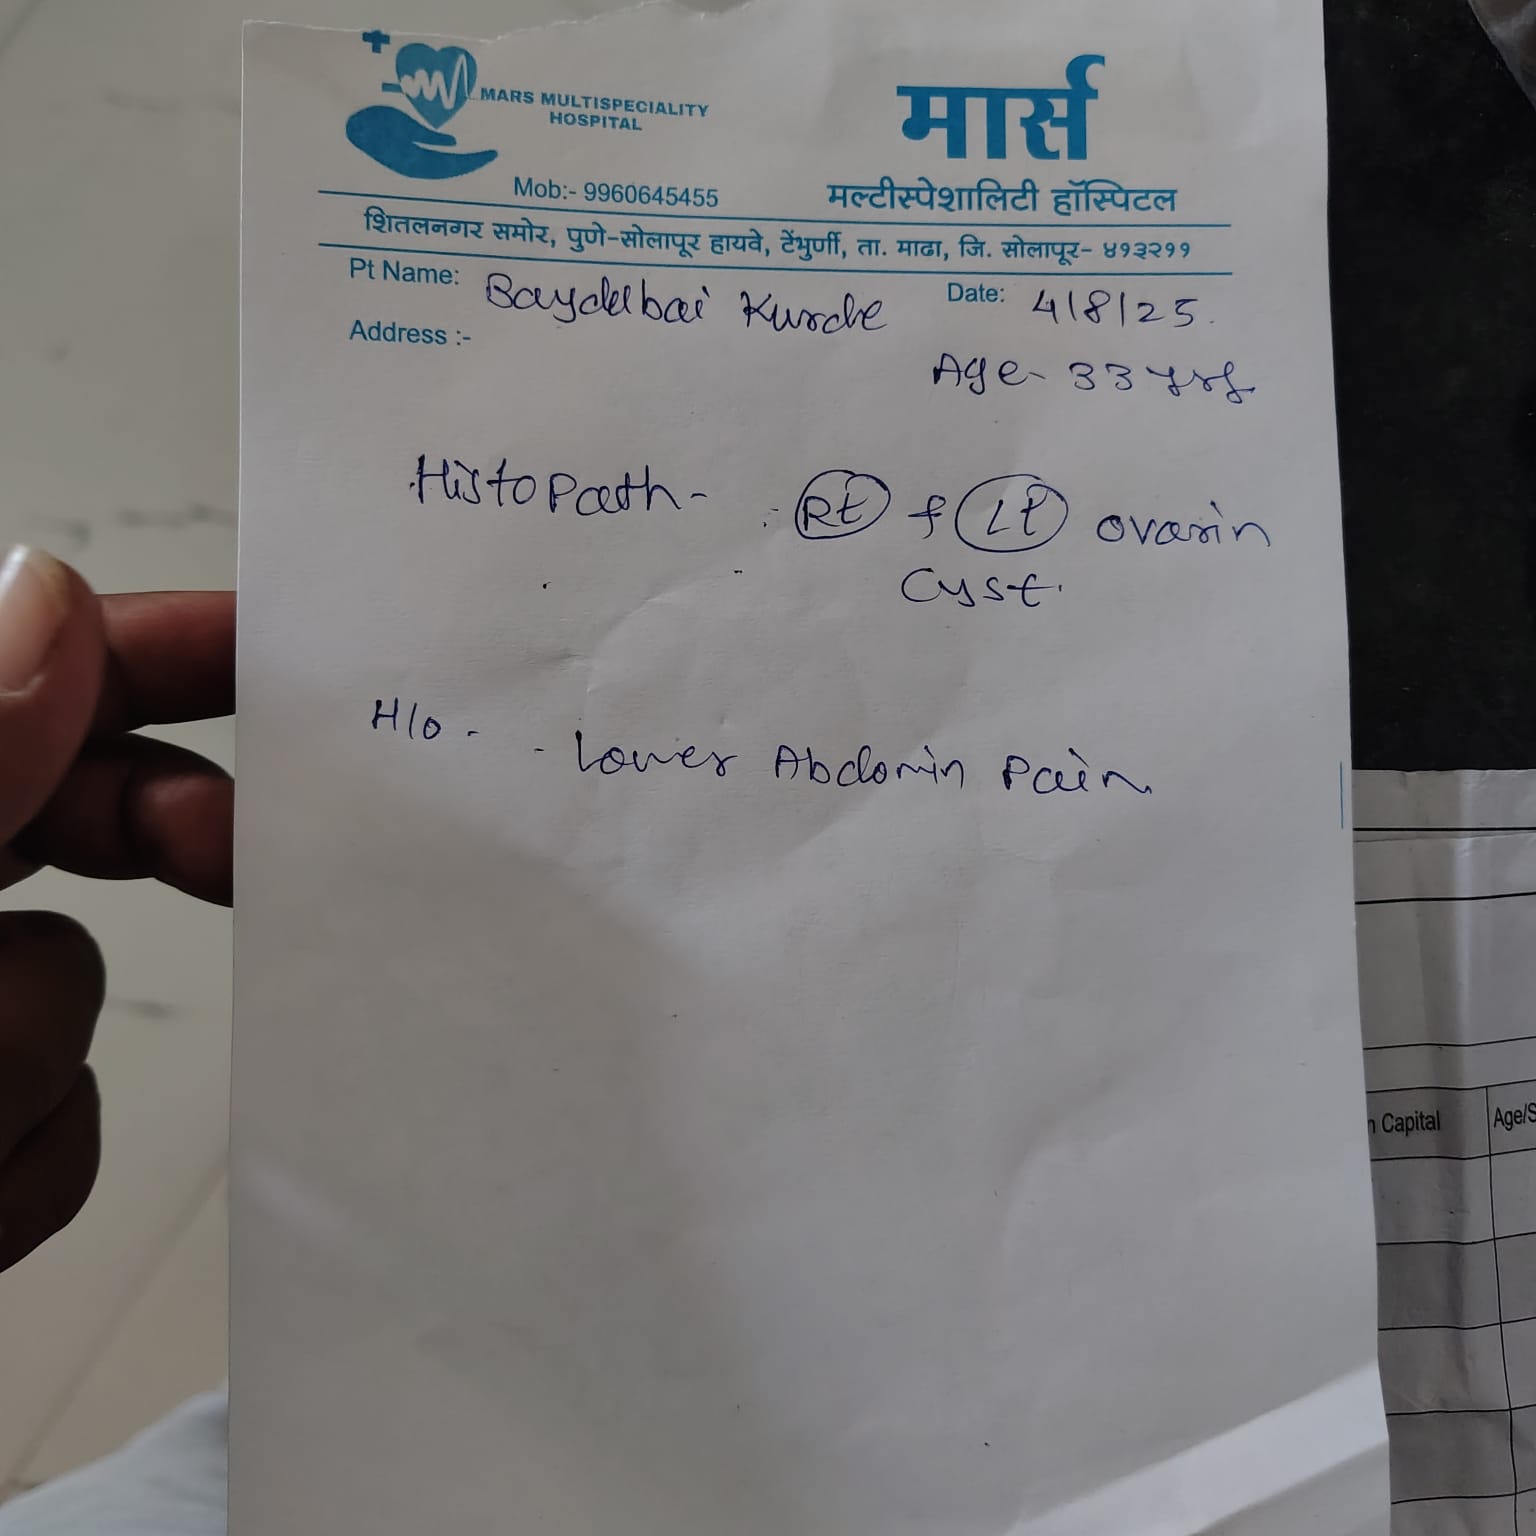 MARS MULTISPECIALITY
HOSPITAL
मार्स
Mob:- 9960645455
मल्टीस्पेशालिटी हॉस्पिटल
शितलनगर समोर, पुणे-सोलापूर हायवे, टेंभुर्णी, ता. माढा, जि. सोलापूर- ४१३२११
Pt Name: Baydabai Kurde Date: 4/8/25.
Address :-
Age- 33 yrs
Histopath- Rt & Lt ovarin
Cyst.
H/o - - Lower Abdomin Pain
Capital
Age/S